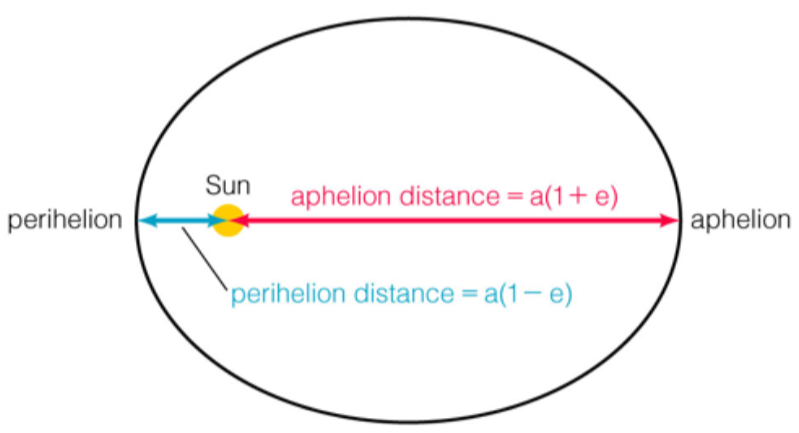 Sun
aphelion distance = a(1+ e)
perihelion
aphelion
perihelion distance = a(1− e)